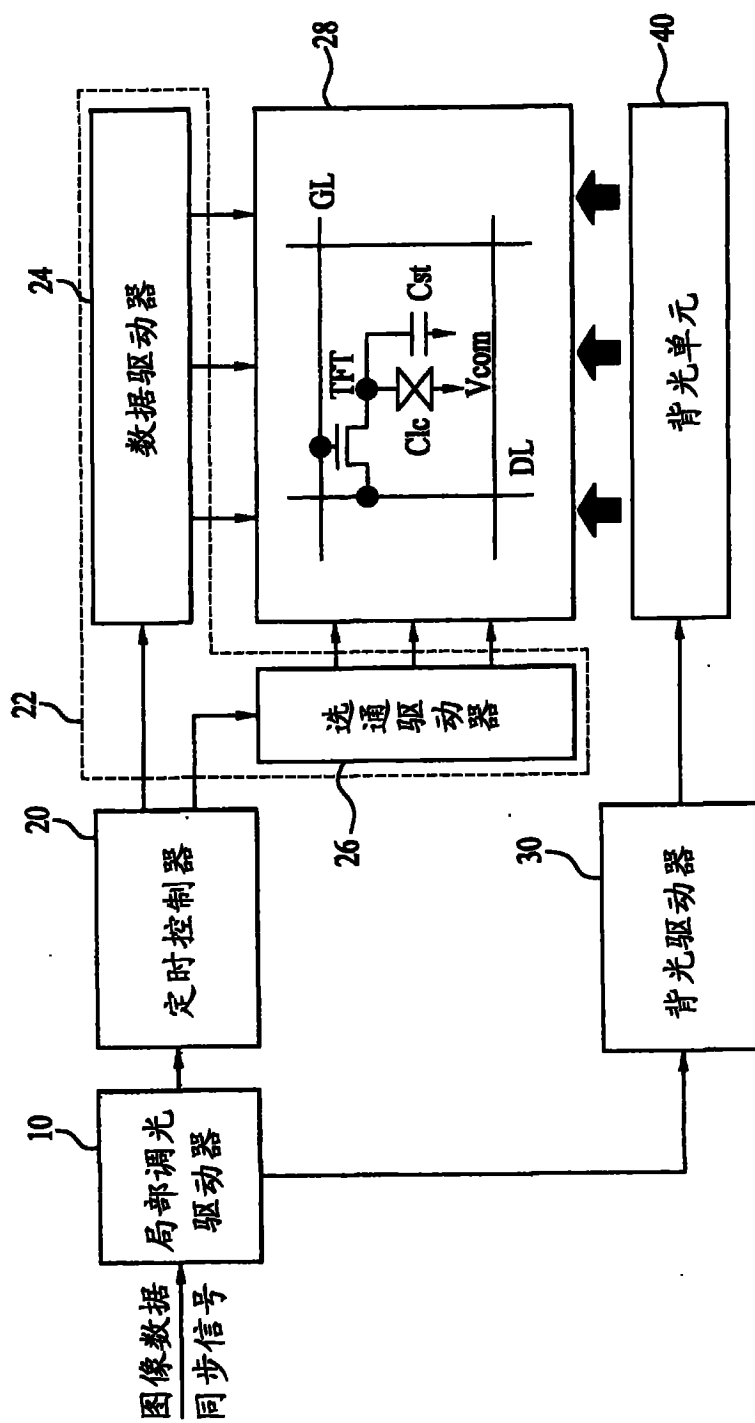 图像数据
同步信号
10
局部调光
驱动器
20
定时控制器
22
24
数据驱动器
26
选通驱动器
28
GL
TFT
Cst
Clc
Vcom
DL
30
背光驱动器
40
背光单元